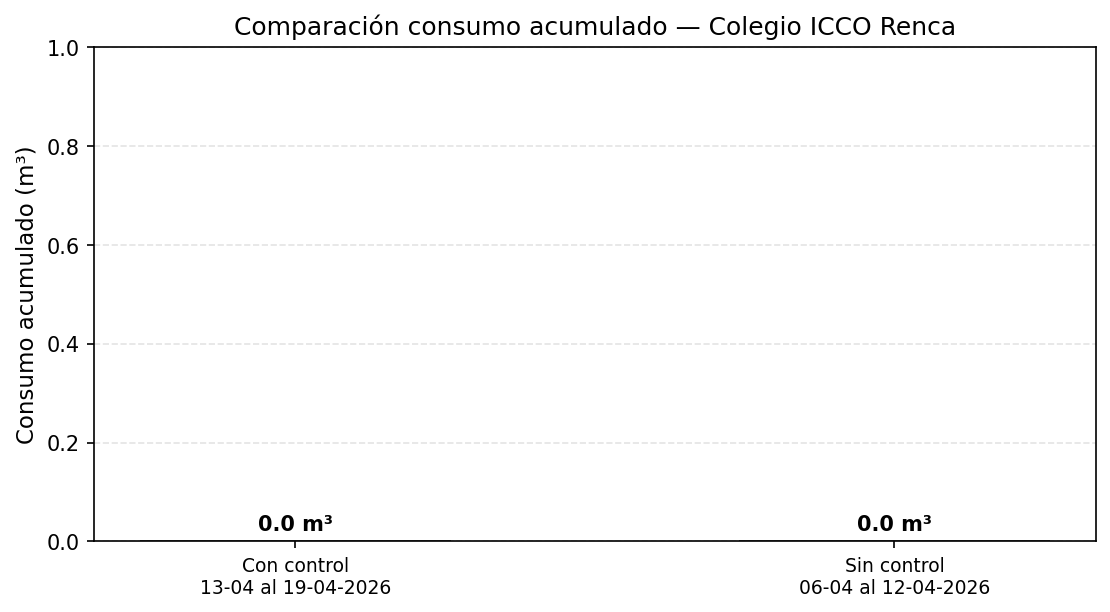 Comparación consumo acumulado — Colegio ICCO Renca
Consumo acumulado (m³)
1.0
0.8
0.6
0.4
0.2
0.0
0.0 m³
0.0 m³
Con control
13-04 al 19-04-2026
Sin control
06-04 al 12-04-2026